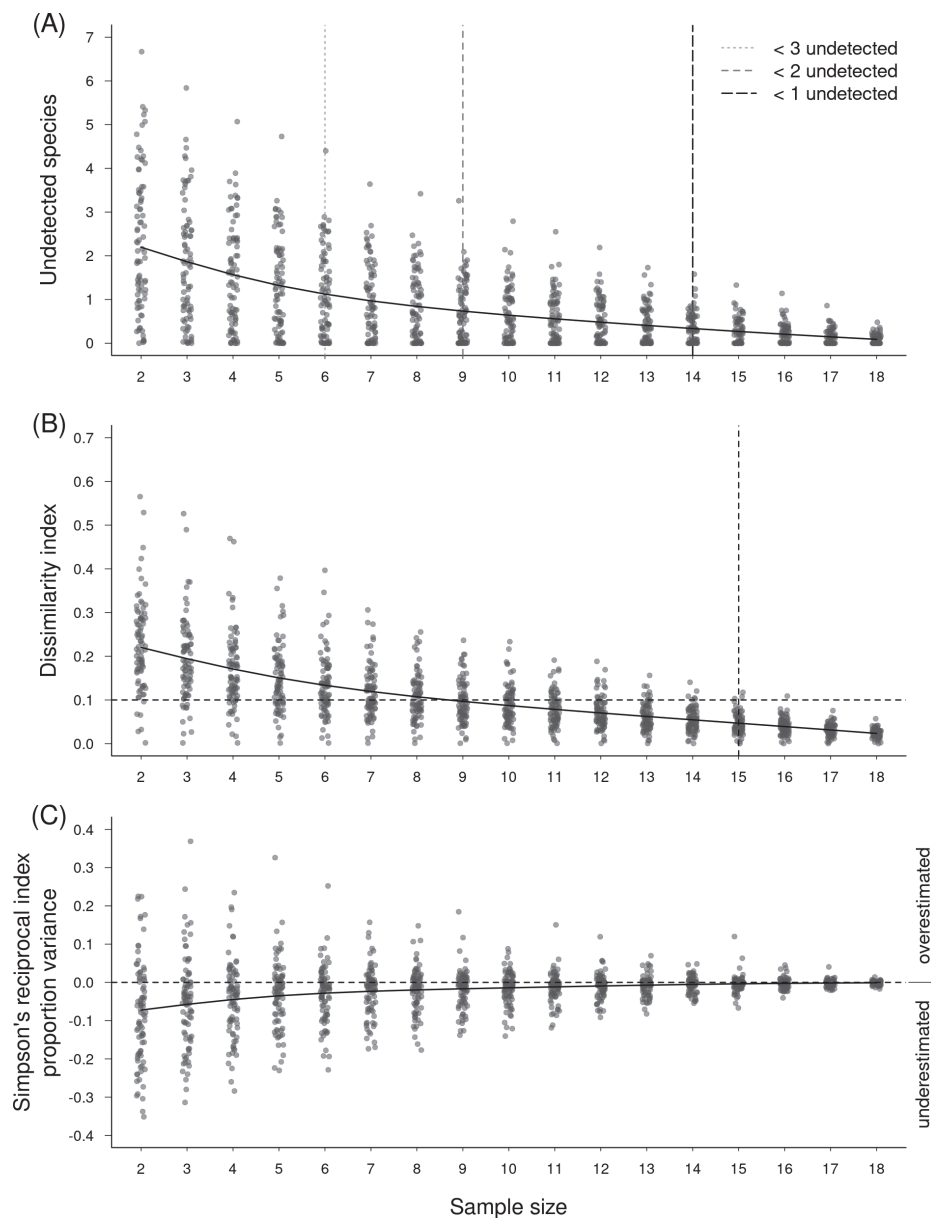 (A)
Undetected species
7
6
5
4
3
2
1
0
< 3 undetected
< 2 undetected
< 1 undetected
2 3 4 5 6 7 8 9 10 11 12 13 14 15 16 17 18
(B)
Dissimilarity index
0.7
0.6
0.5
0.4
0.3
0.2
0.1
0.0
2 3 4 5 6 7 8 9 10 11 12 13 14 15 16 17 18
(C)
Simpson's reciprocal index
proportion variance
0.4
0.3
0.2
0.1
0.0
-0.1
-0.2
-0.3
-0.4
overestimated
underestimated
2 3 4 5 6 7 8 9 10 11 12 13 14 15 16 17 18
Sample size